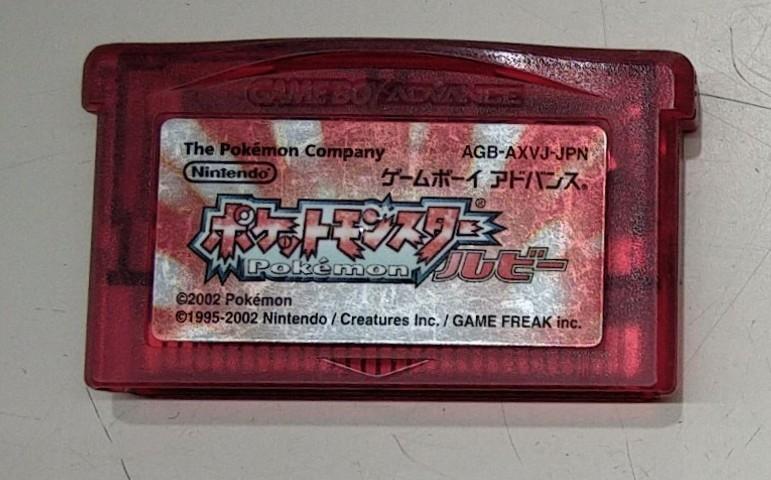 GAME BOY ADVANCE
The Pokémon Company AGB-AXVJ-JPN
Nintendo® ゲームボーイ アドバンス®
ポケットモンスター®
Pokémon ルビー
©2002 Pokémon
©1995-2002 Nintendo / Creatures Inc. / GAME FREAK inc.